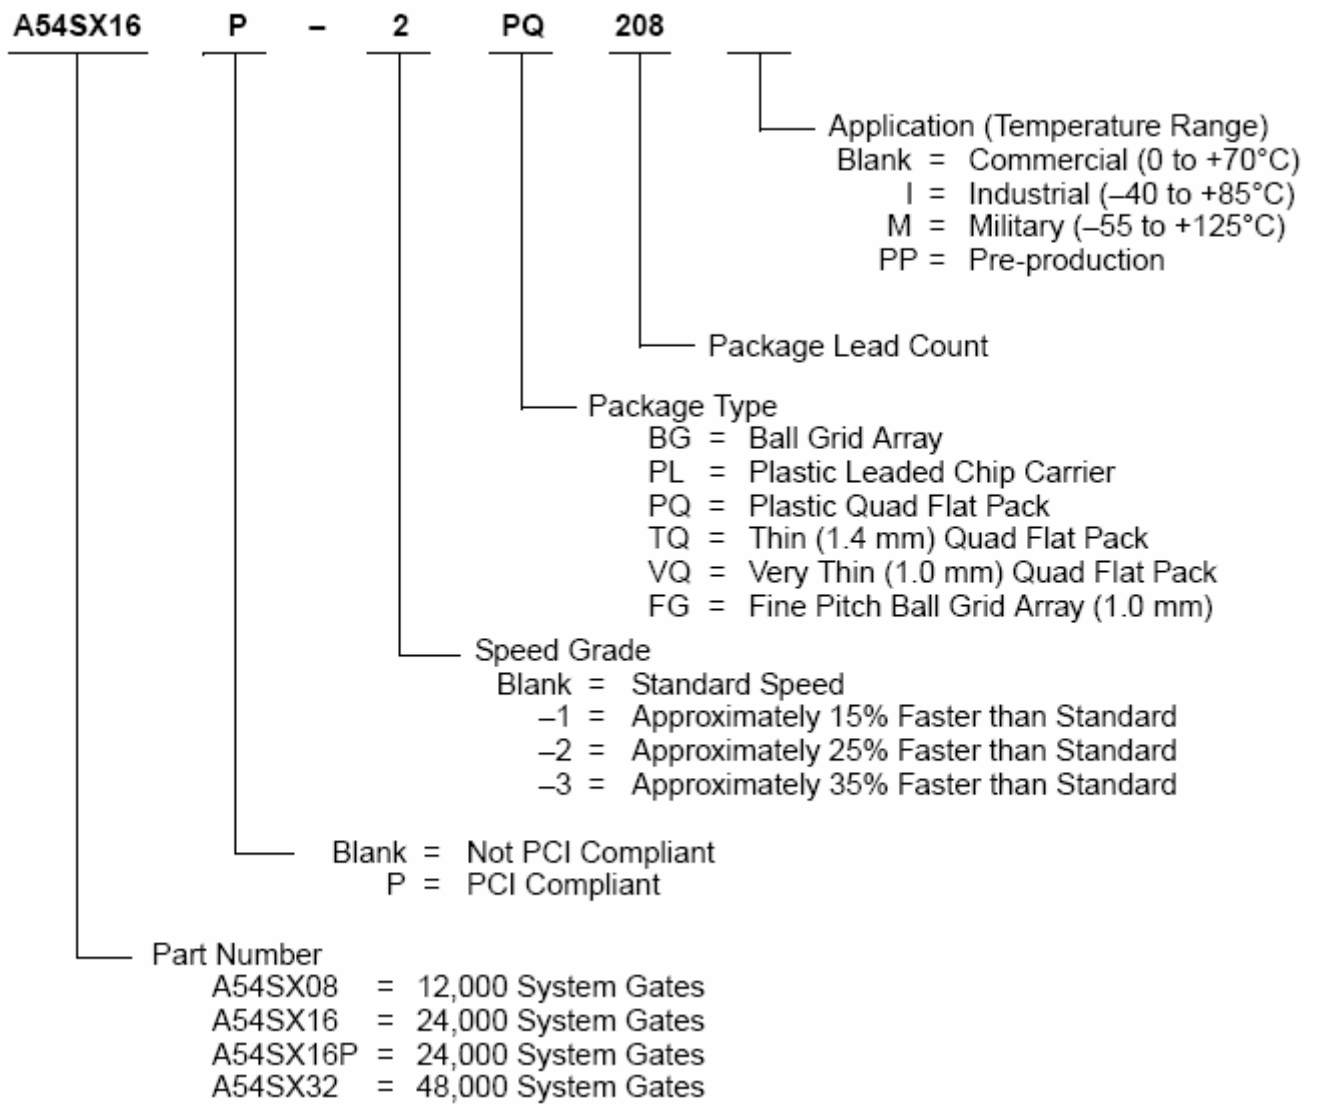 A54SX16 P – 2 PQ 208
Application (Temperature Range)
Blank = Commercial (0 to +70°C)
I = Industrial (–40 to +85°C)
M = Military (–55 to +125°C)
PP = Pre-production
Package Lead Count
Package Type
BG = Ball Grid Array
PL = Plastic Leaded Chip Carrier
PQ = Plastic Quad Flat Pack
TQ = Thin (1.4 mm) Quad Flat Pack
VQ = Very Thin (1.0 mm) Quad Flat Pack
FG = Fine Pitch Ball Grid Array (1.0 mm)
Speed Grade
Blank = Standard Speed
–1 = Approximately 15% Faster than Standard
–2 = Approximately 25% Faster than Standard
–3 = Approximately 35% Faster than Standard
Blank = Not PCI Compliant
P = PCI Compliant
Part Number
A54SX08 = 12,000 System Gates
A54SX16 = 24,000 System Gates
A54SX16P = 24,000 System Gates
A54SX32 = 48,000 System Gates